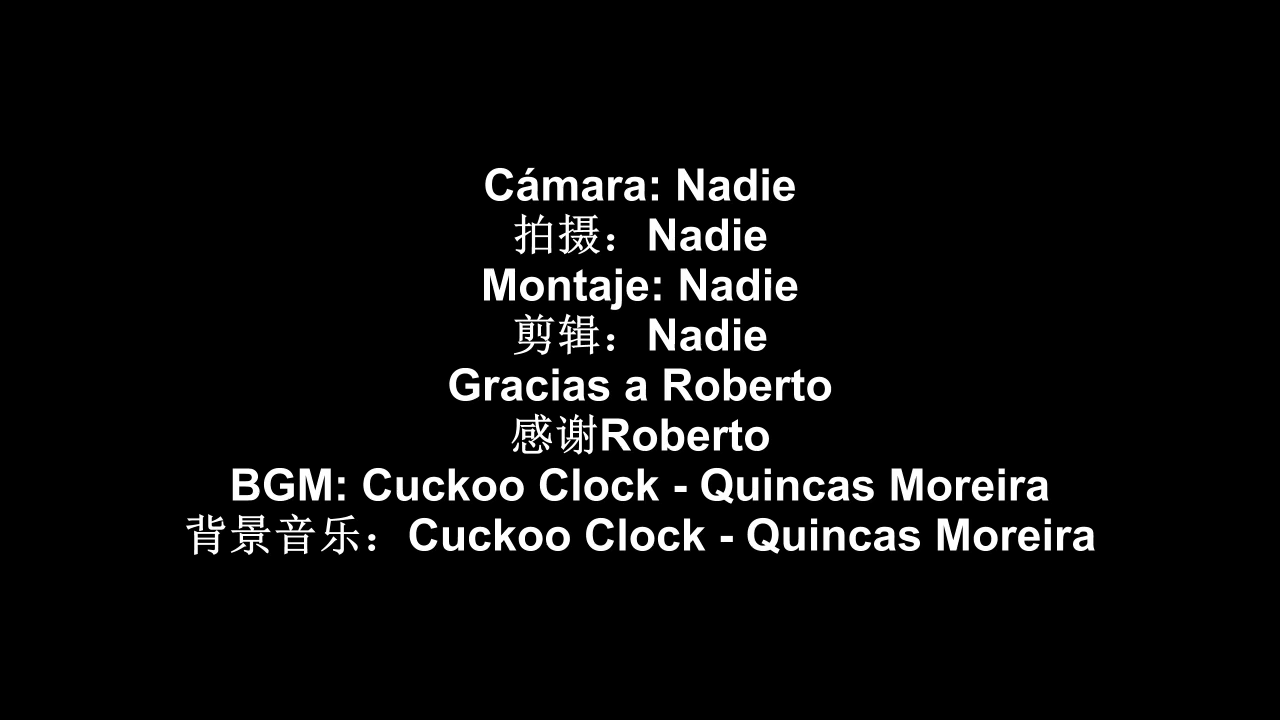 Cámara: Nadie
拍摄：Nadie
Montaje: Nadie
剪辑：Nadie
Gracias a Roberto
感谢Roberto
BGM: Cuckoo Clock - Quincas Moreira
背景音乐：Cuckoo Clock - Quincas Moreira